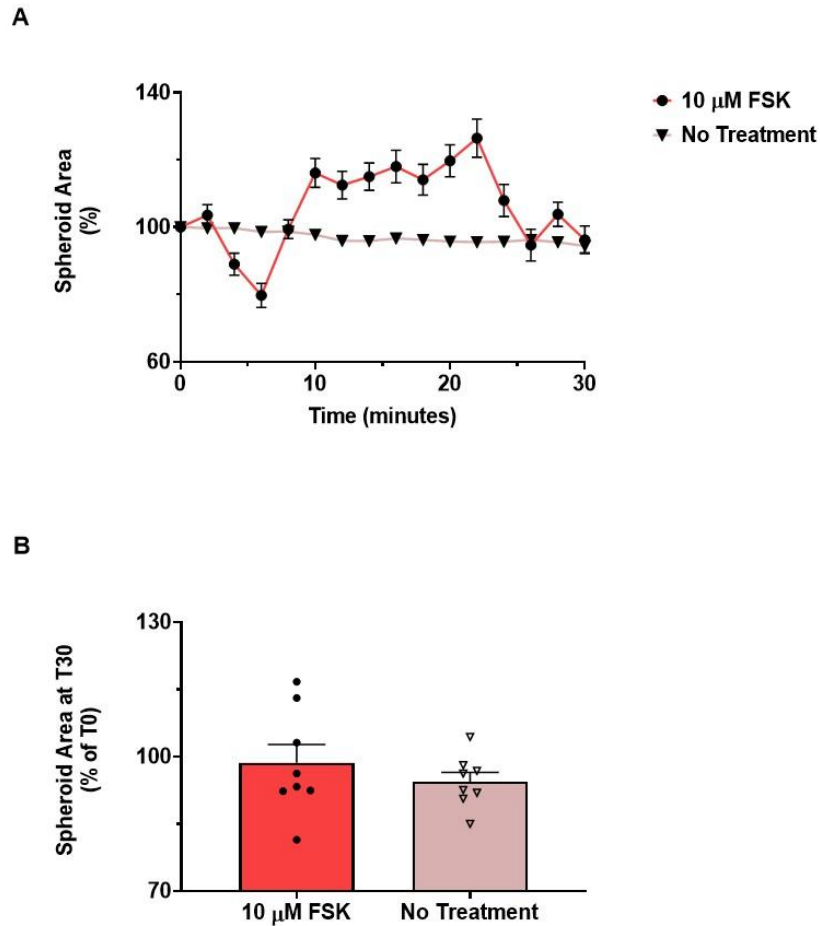 A
140
100
60
Spheroid Area
(%)
0 10 20 30
Time (minutes)
10 μM FSK
No Treatment
B
130
100
70
Spheroid Area at T30
(% of T0)
10 μM FSK No Treatment